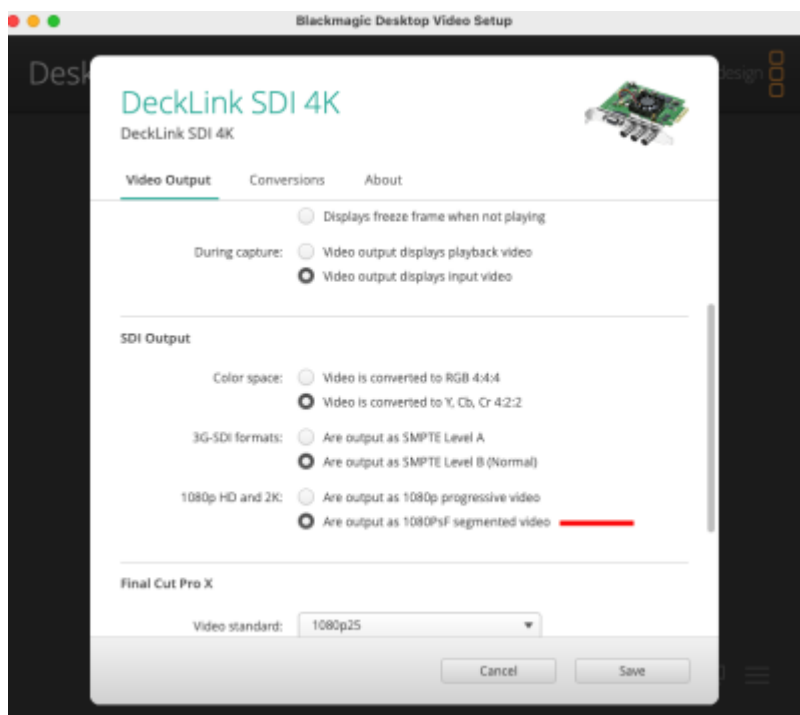 Blackmagic Desktop Video Setup
Desk
design
DeckLink SDI 4K
DeckLink SDI 4K
Video Output Conversions About
Displays freeze frame when not playing
During capture: Video output displays playback video
Video output displays input video
SDI Output
Color space: Video is converted to RGB 4:4:4
Video is converted to Y, Cb, Cr 4:2:2
3G-SDI formats: Are output as SMPTE Level A
Are output as SMPTE Level B (Normal)
1080p HD and 2K: Are output as 1080p progressive video
Are output as 1080PsF segmented video
Final Cut Pro X
Video standard: 1080p25
Cancel Save